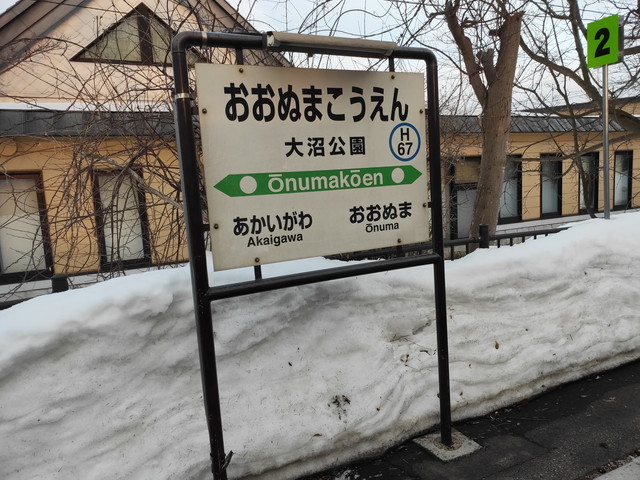 おおぬまこうえん
大沼公園
H
67
Ōnumakōen
あかいがわ おおぬま
Akaigawa Ōnuma
2